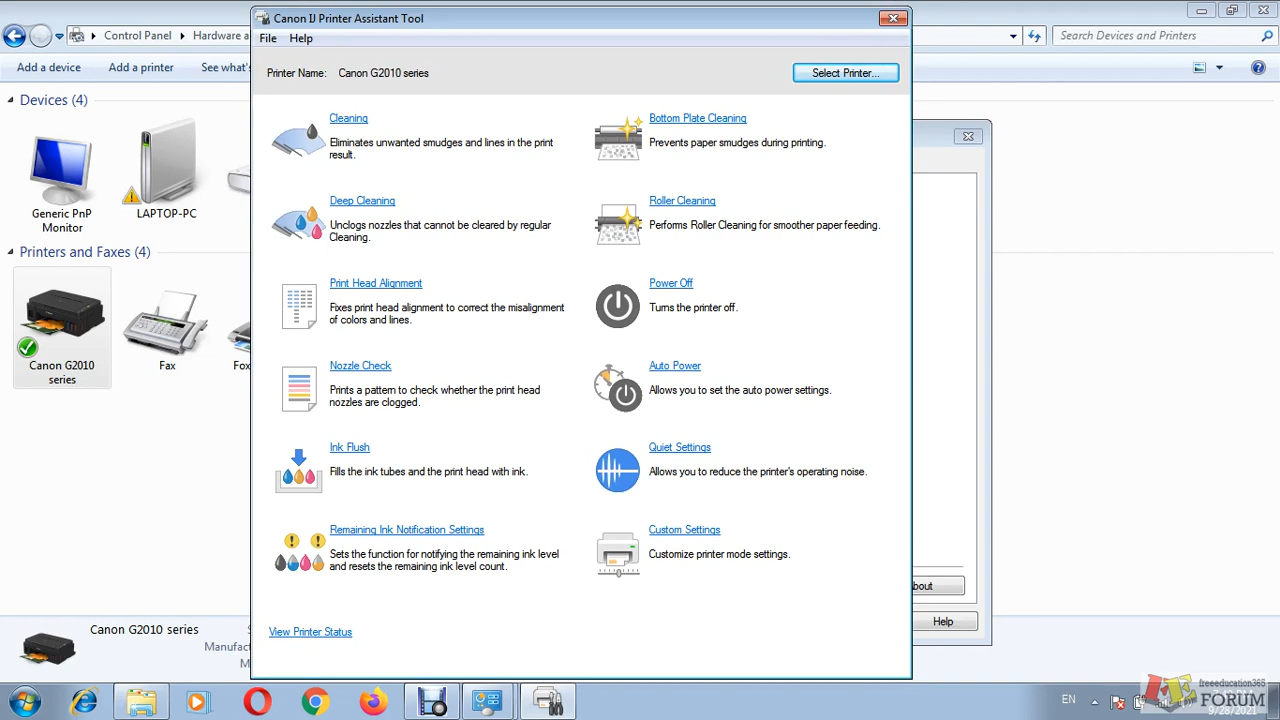 Canon IJ Printer Assistant Tool
Control Panel
Hardware a
Search Devices and Printers
File
Help
Add a device
Add a printer
See what's
Printer Name:
Canon G2010 series
Select Printer...
Devices (4)
Cleaning
Eliminates unwanted smudges and lines in the print
result.
Bottom Plate Cleaning
Prevents paper smudges during printing.
Generic PnP
Monitor
LAPTOP-PC
Deep Cleaning
Unclogs nozzles that cannot be cleared by regular
Cleaning.
Roller Cleaning
Performs Roller Cleaning for smoother paper feeding.
Printers and Faxes (4)
Print Head Alignment
Fixes print head alignment to correct the misalignment
of colors and lines.
Power Off
Turns the printer off.
Canon G2010
series
Fax
Fox
Nozzle Check
Prints a pattern to check whether the print head
nozzles are clogged.
Auto Power
Allows you to set the auto power settings.
Ink Flush
Fills the ink tubes and the print head with ink.
Quiet Settings
Allows you to reduce the printer's operating noise.
Remaining Ink Notification Settings
Sets the function for notifying the remaining ink level
and resets the remaining ink level count.
Custom Settings
Customize printer mode settings.
bout
Help
View Printer Status
Canon G2010 series
S
Manufac
M
EN
freeeducation365
FORUM
9/28/2021